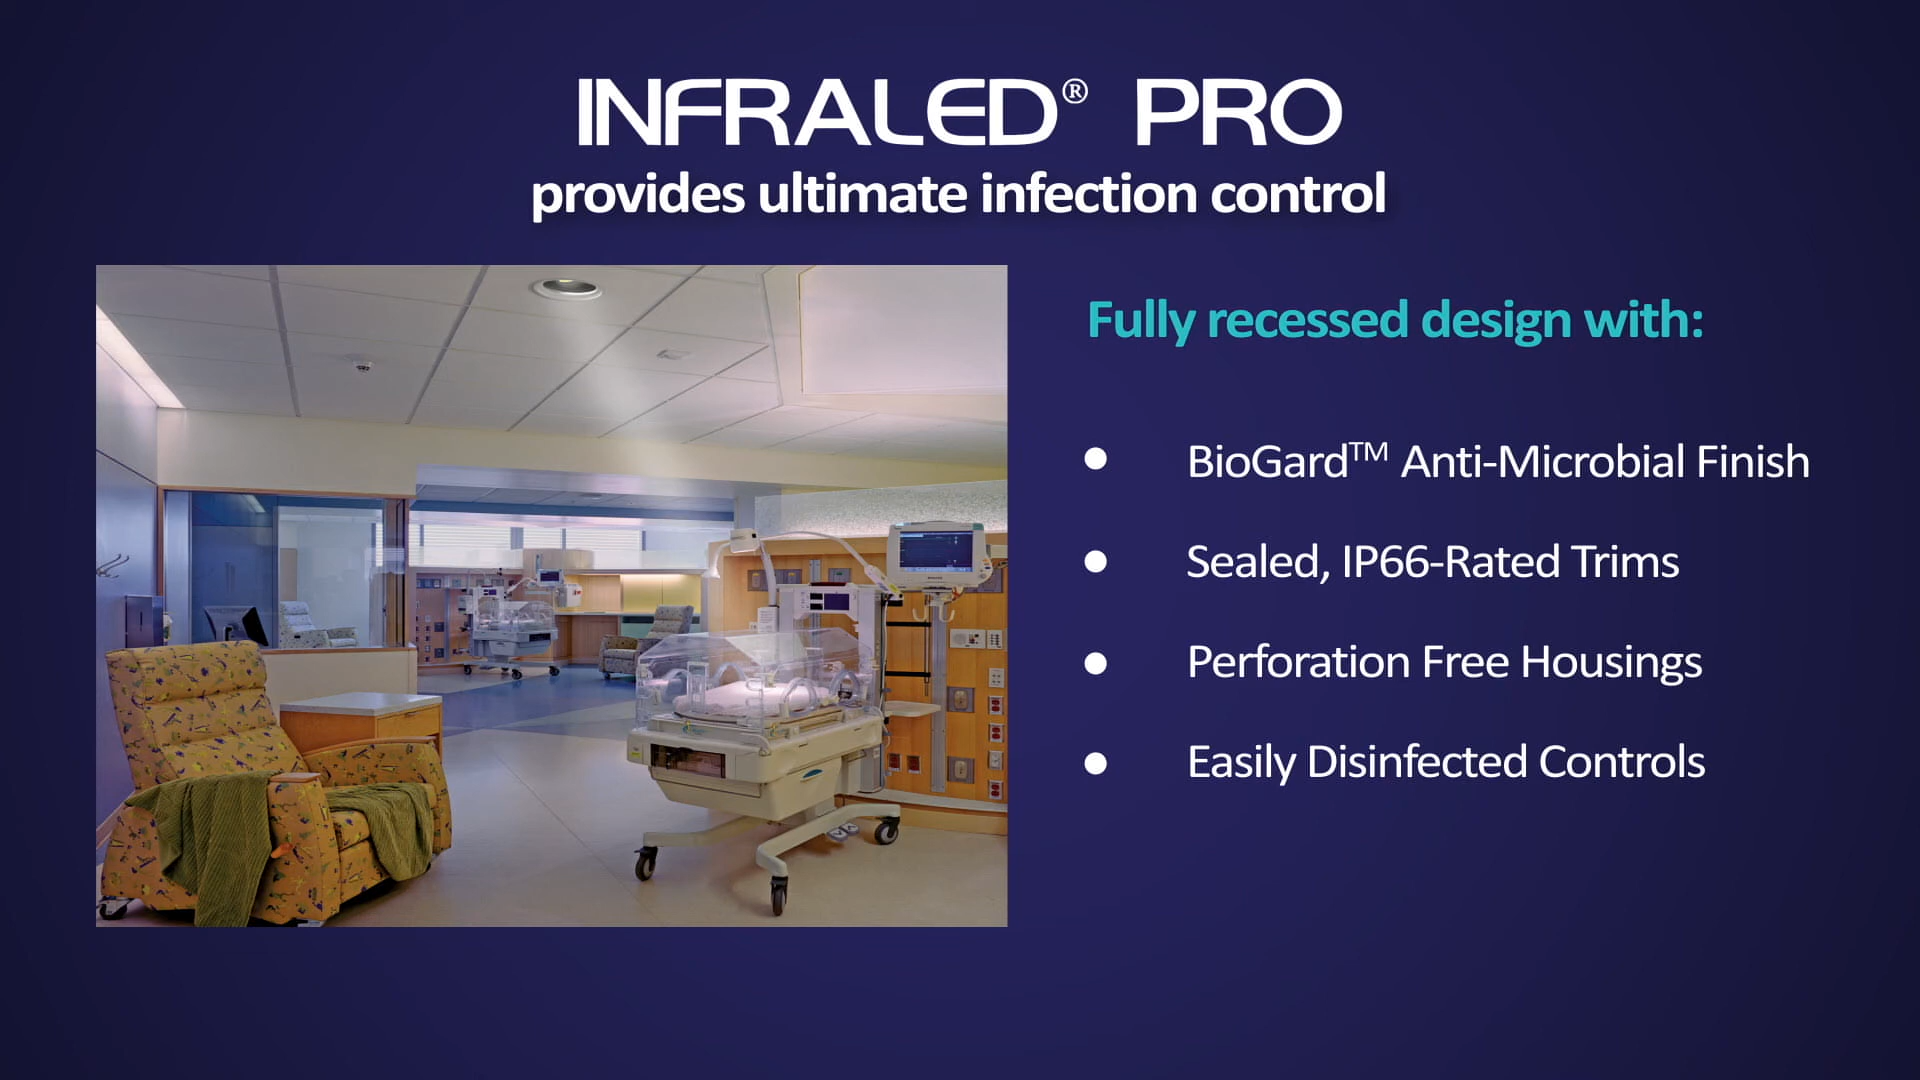 INFRALED® PRO
provides ultimate infection control
Fully recessed design with:
● BioGard™ Anti-Microbial Finish
● Sealed, IP66-Rated Trims
● Perforation Free Housings
● Easily Disinfected Controls